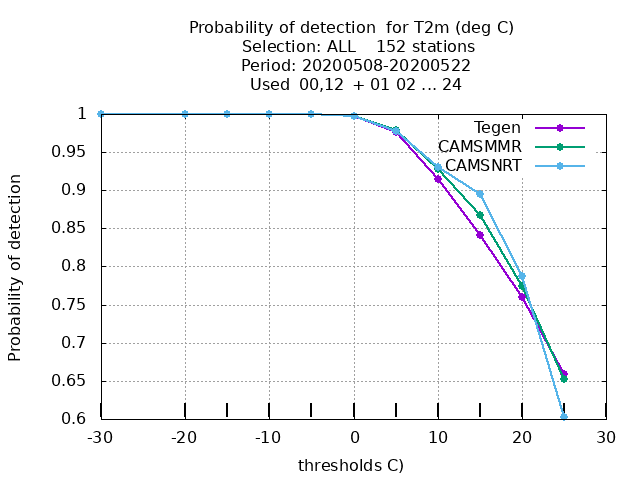 Probability of detection  for T2m (deg C)
Selection: ALL    152 stations
Period: 20200508-20200522
Used  00,12  + 01 02 ... 24
Probability of detection
1
0.95
0.9
0.85
0.8
0.75
0.7
0.65
0.6
Tegen
CAMSMMR
CAMSNRT
-30 -20 -10 0 10 20 30
thresholds C)